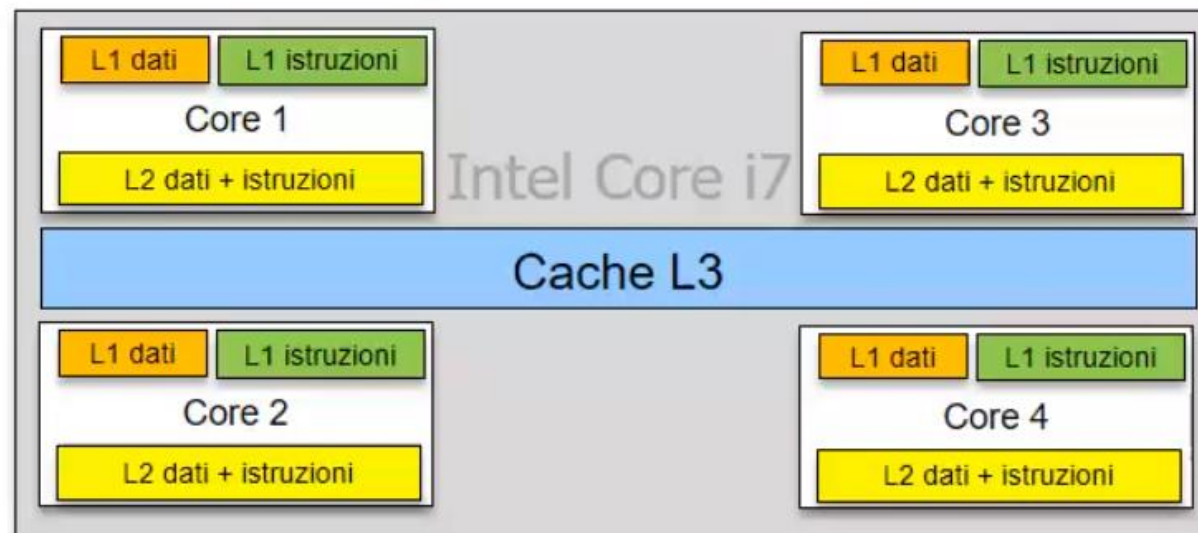 L1 dati L1 istruzioni
Core 1
L2 dati + istruzioni
L1 dati L1 istruzioni
Core 3
L2 dati + istruzioni
Intel Core i7
Cache L3
L1 dati L1 istruzioni
Core 2
L2 dati + istruzioni
L1 dati L1 istruzioni
Core 4
L2 dati + istruzioni